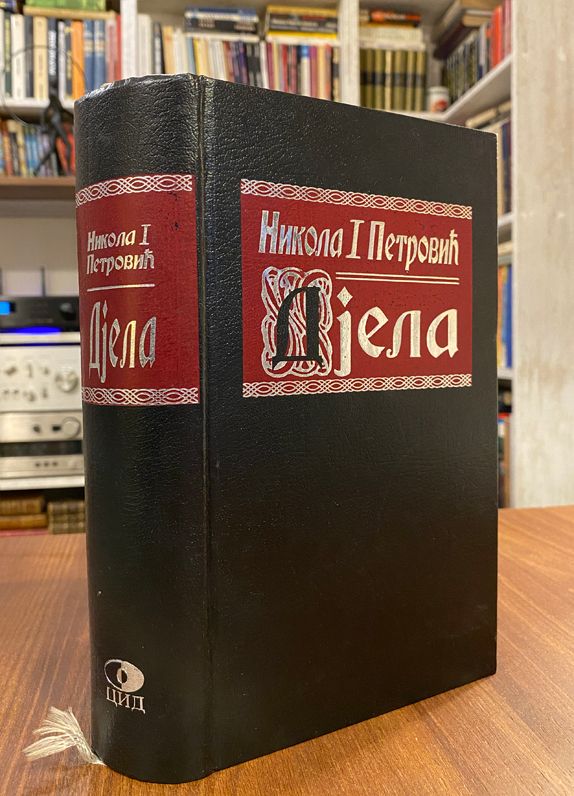 Никола I
Петровић
Дјела
ЦИД
Никола I Петровић
Дјела